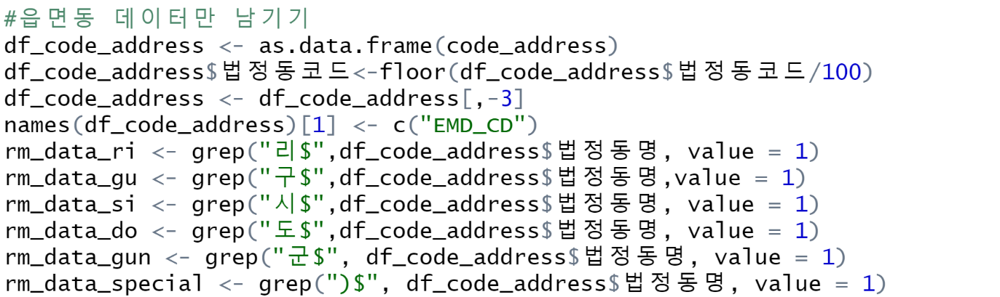 #읍면동 데이터만 남기기
df_code_address <- as.data.frame(code_address)
df_code_address$법정동코드<-floor(df_code_address$법정동코드/100)
df_code_address <- df_code_address[,-3]
names(df_code_address)[1] <- c("EMD_CD")
rm_data_ri <- grep("리$",df_code_address$법정동명, value = 1)
rm_data_gu <- grep("구$",df_code_address$법정동명,value = 1)
rm_data_si <- grep("시$",df_code_address$법정동명, value = 1)
rm_data_do <- grep("도$",df_code_address$법정동명, value = 1)
rm_data_gun <- grep("군$", df_code_address$법정동명, value = 1)
rm_data_special <- grep(")$", df_code_address$법정동명, value = 1)